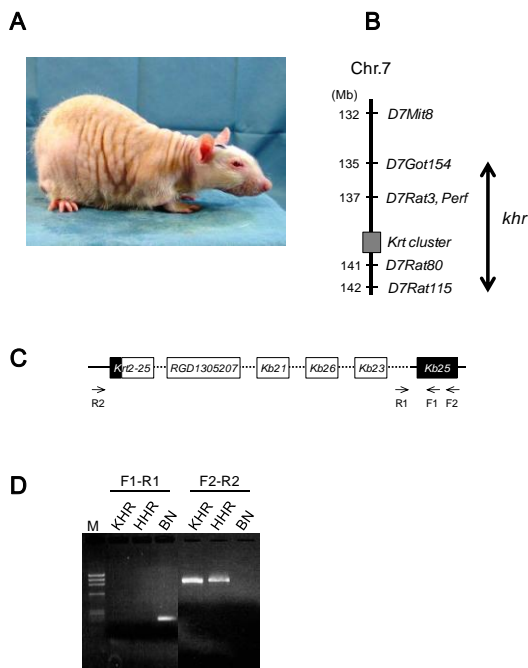 A
B
Chr.7
(Mb)
132 D7Mit8
135 D7Got154
137 D7Rat3, Perf
khr
Krt cluster
141 D7Rat80
142 D7Rat115
C
Krt2-25 RGD1305207 Kb21 Kb26 Kb23 Kb25
R2 R1 F1 F2
D
F1-R1 F2-R2
M KHR HHR BN KHR HHR BN